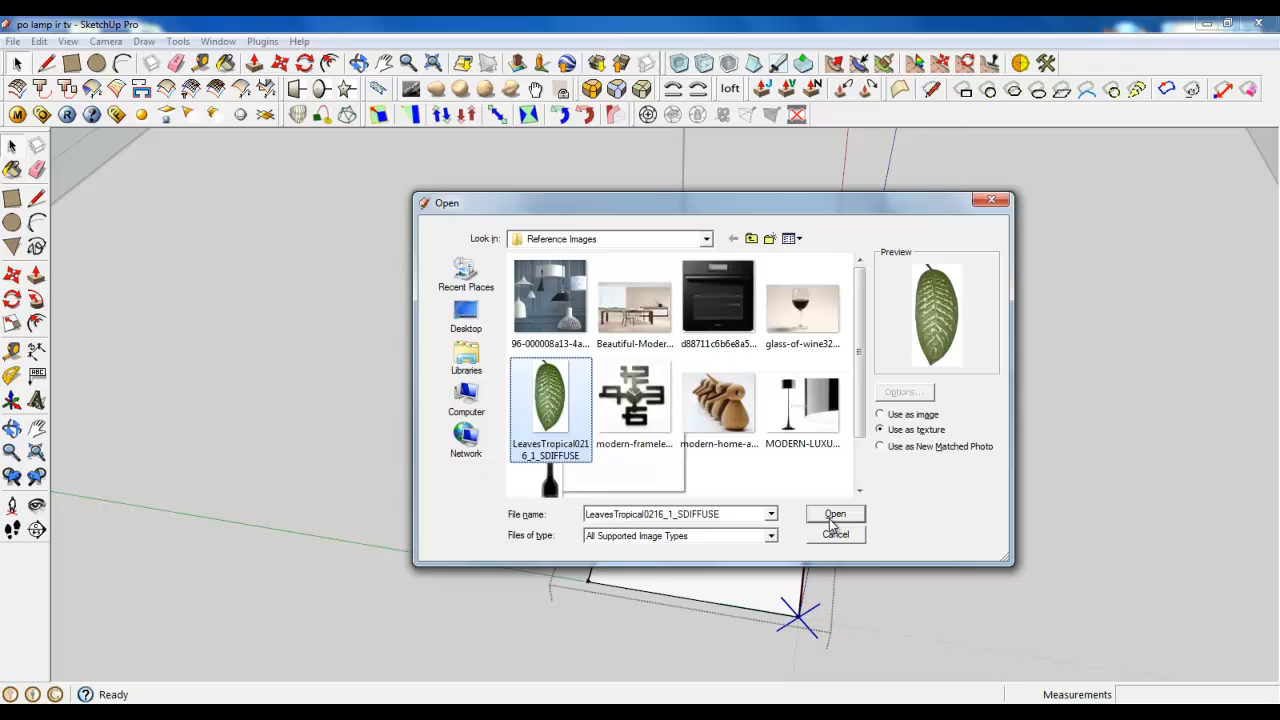 po lamp ir tv - SketchUp Pro
File Edit View Camera Draw Tools Window Plugins Help
loft
M Q R ?
ABC
Open
Look in: Reference Images
Recent Places
Desktop
Libraries
Computer
Network
96-000008a13-4a...
Beautiful-Moder...
d88711c6b6e8a5...
glass-of-wine32...
LeavesTropical021
6_1_SDIFFUSE
modern-framele...
modern-home-a...
MODERN-LUXU...
Preview
Options...
Use as image
Use as texture
Use as New Matched Photo
File name: LeavesTropical0216_1_SDIFFUSE
Open
Files of type: All Supported Image Types
Cancel
Ready
Measurements